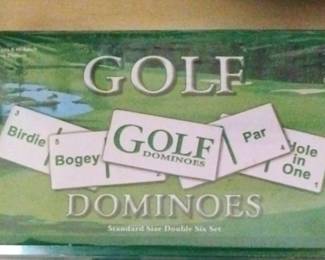 GOLF
Birdie
Bogey
GOLF
DOMINOES
Par
Hole in
One
DOMINOES
Standard Size Double Six Set